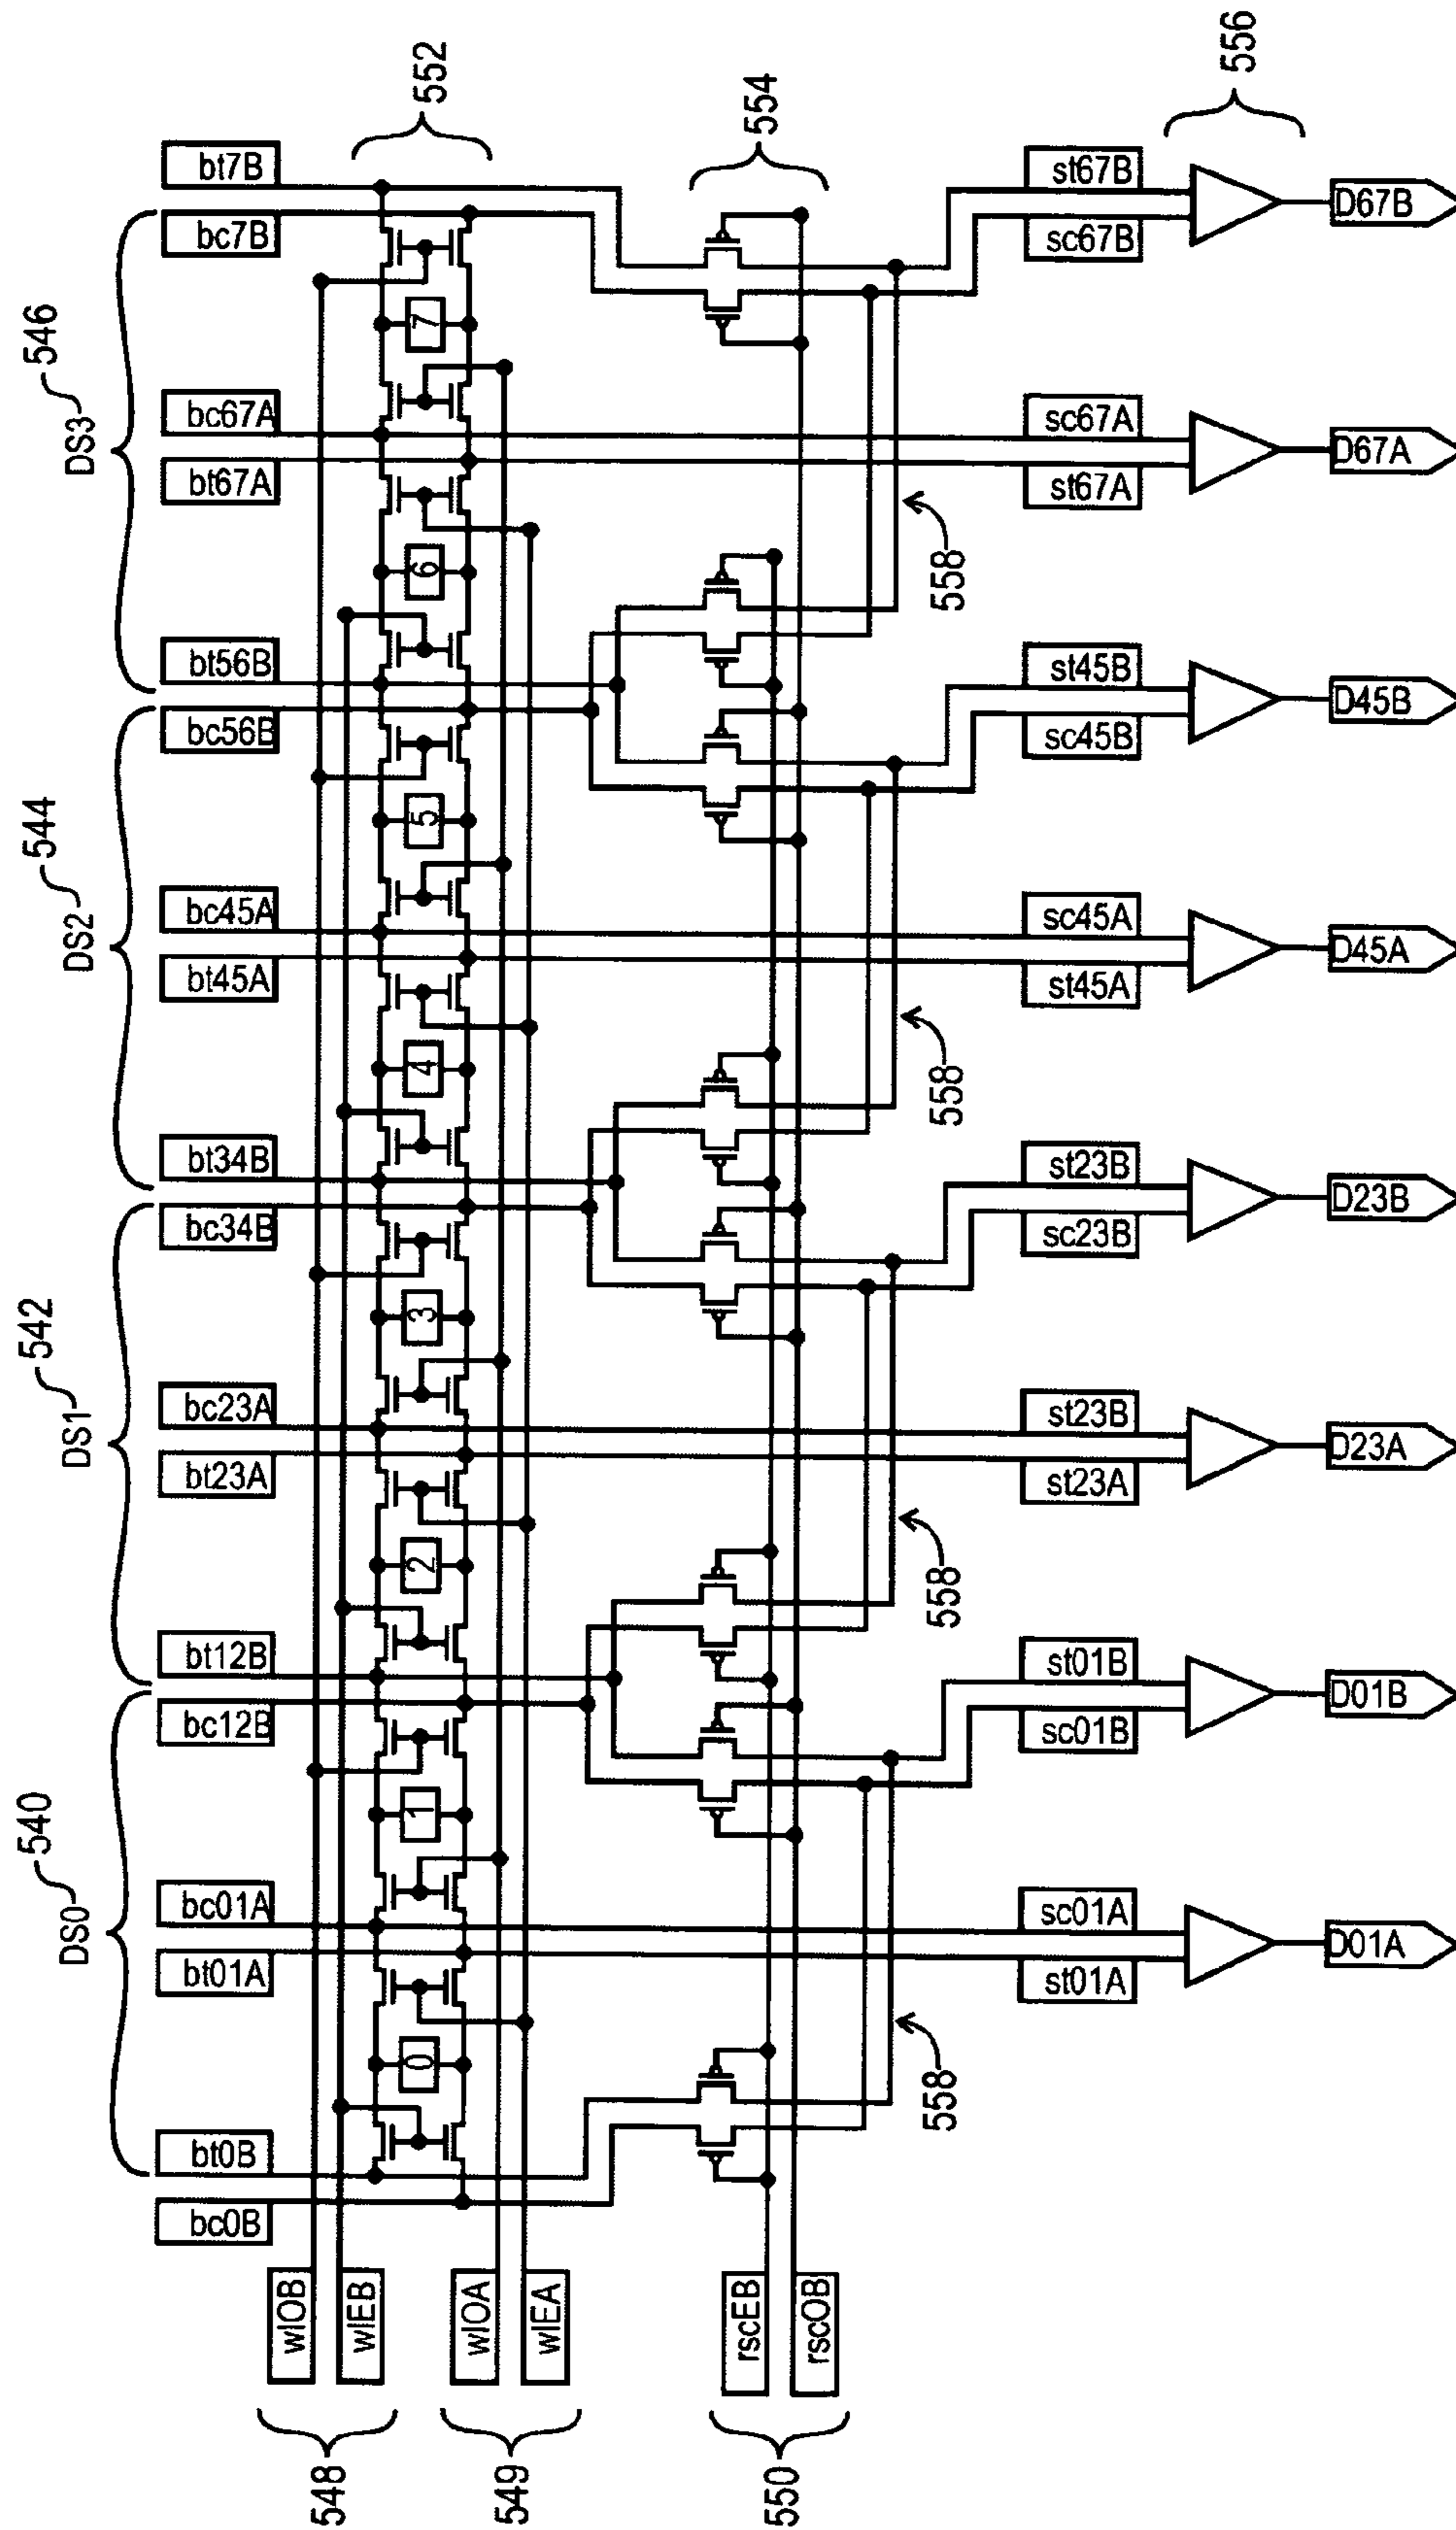 DS0 540
DS1 542
DS2 544
DS3 546
bc0B
bt0B
bt01A
bc01A
bc12B
bt12B
bt23A
bc23A
bc34B
bt34B
bt45A
bc45A
bc56B
bt56B
bt67A
bc67A
bc7B
bt7B
548
wlOB
wlEB
552
0
1
2
3
4
5
6
7
549
wlOA
wlEA
550
rscEB
rscOB
554
558
558
558
558
st01A
sc01A
sc01B
st01B
st23A
st23B
sc23B
st23B
st45A
sc45A
sc45B
st45B
st67A
sc67A
sc67B
st67B
556
D01A
D01B
D23A
D23B
D45A
D45B
D67A
D67B